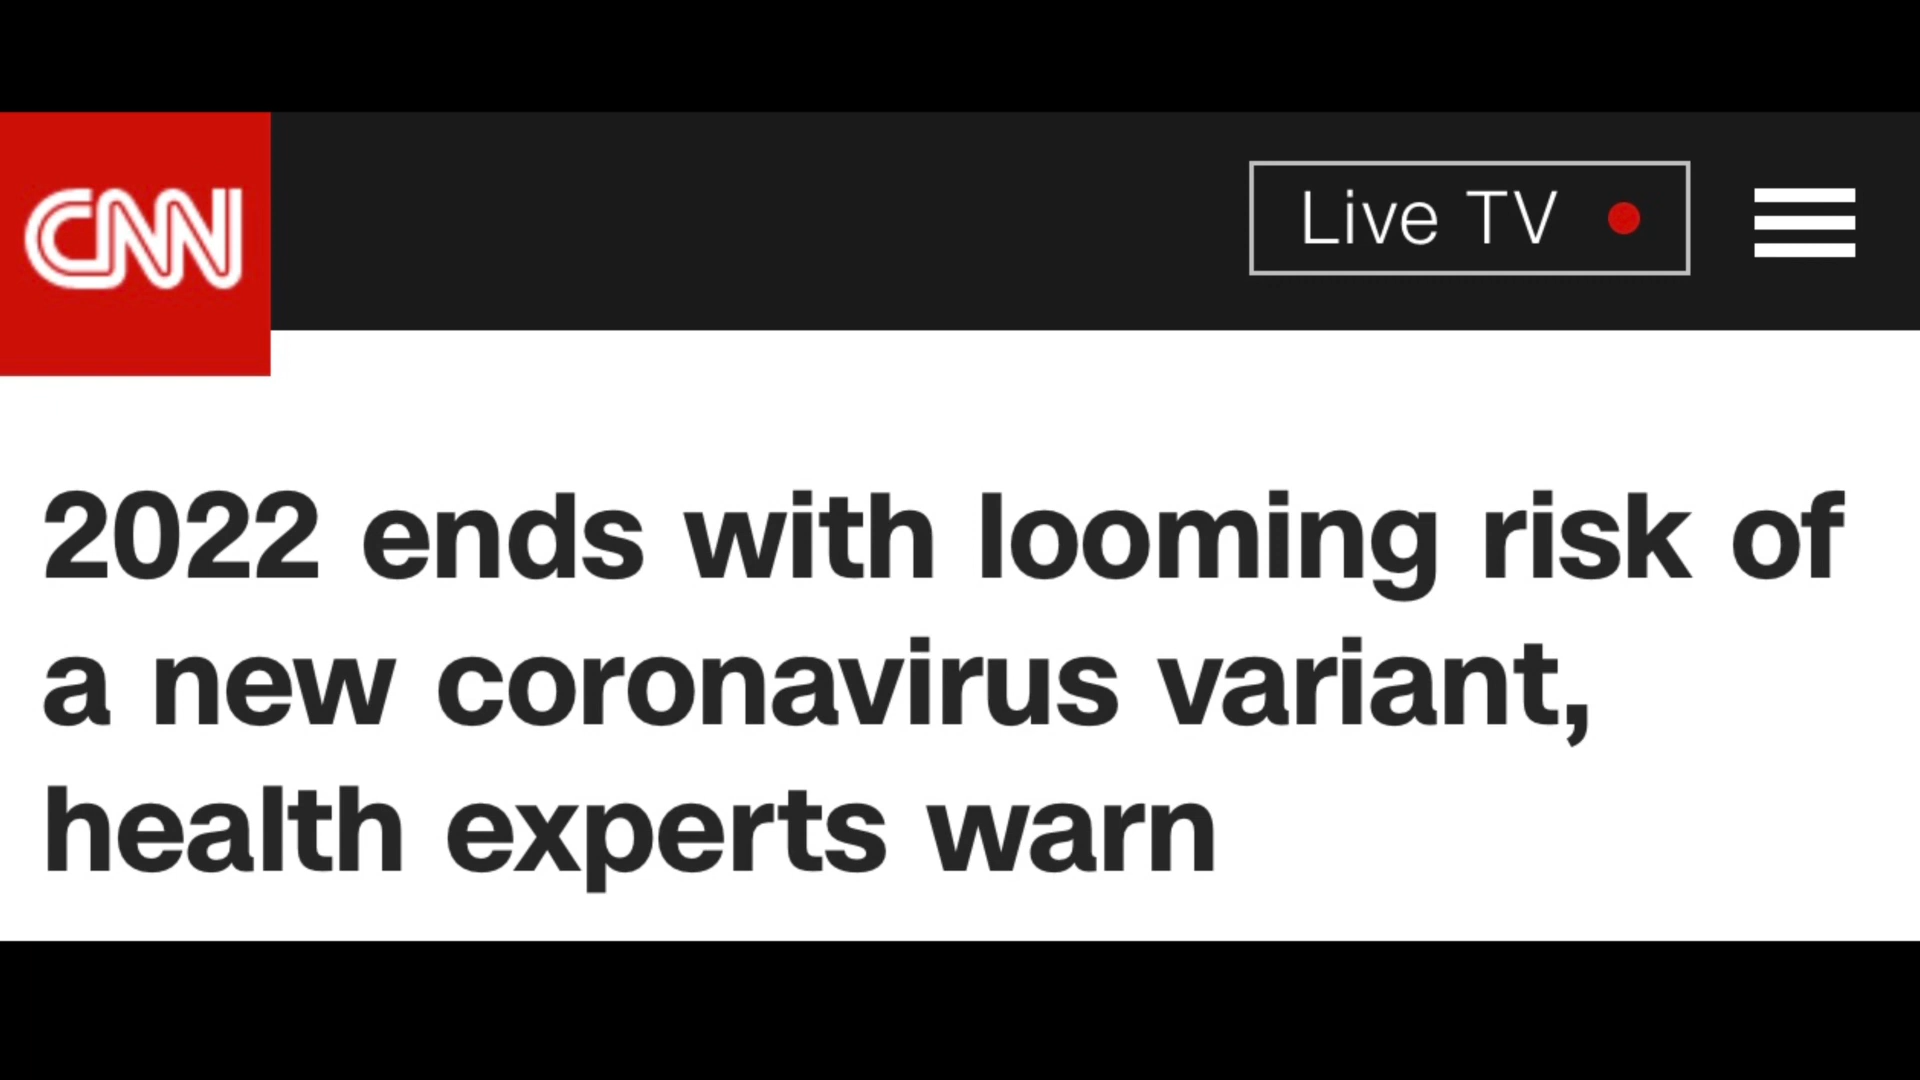 CNN
Live TV
2022 ends with looming risk of
a new coronavirus variant,
health experts warn